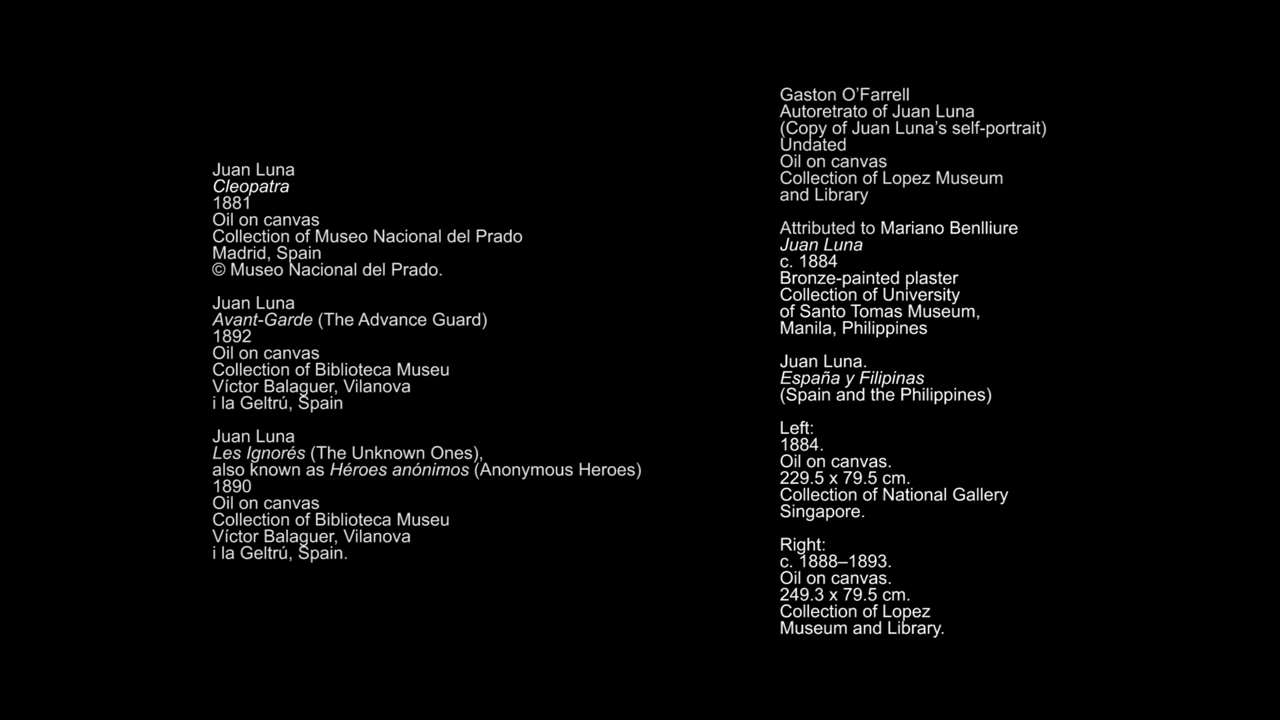 Juan Luna
Cleopatra
1881
Oil on canvas
Collection of Museo Nacional del Prado
Madrid, Spain
© Museo Nacional del Prado.
Juan Luna
Avant-Garde (The Advance Guard)
1892
Oil on canvas
Collection of Biblioteca Museu
Víctor Balaguer, Vilanova
i la Geltrú, Spain
Juan Luna
Les Ignorés (The Unknown Ones),
also known as Héroes anónimos (Anonymous Heroes)
1890
Oil on canvas
Collection of Biblioteca Museu
Víctor Balaguer, Vilanova
i la Geltrú, Spain.
Gaston O’Farrell
Autoretrato of Juan Luna
(Copy of Juan Luna’s self-portrait)
Undated
Oil on canvas
Collection of Lopez Museum
and Library
Attributed to Mariano Benlliure
Juan Luna
c. 1884
Bronze-painted plaster
Collection of University
of Santo Tomas Museum,
Manila, Philippines
Juan Luna.
España y Filipinas
(Spain and the Philippines)
Left:
1884.
Oil on canvas.
229.5 x 79.5 cm.
Collection of National Gallery
Singapore.
Right:
c. 1888–1893.
Oil on canvas.
249.3 x 79.5 cm.
Collection of Lopez
Museum and Library.